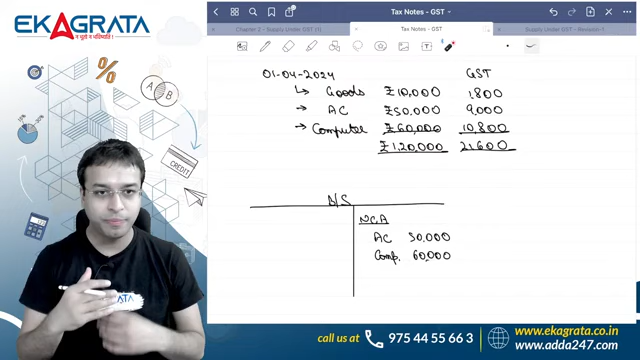 EKAGRATA
Tax Notes - GST
Chapter 2 - Supply Under GST (1)
Tax Notes - GST
Supply Under GST - Revision-1
01-04-2024 GST
↳ Goods ₹10,000 1,800
→ AC ₹50,000 9,000
→ Computer ₹60,000 10,800
₹1,20,000 21,600
B/S
NCA
AC 50,000
Comp. 60,000
%
A
B
CREDIT CARD
EKAGRATA
call us at 975 44 55 66 3
www.ekagrata.co.in
www.adda247.com